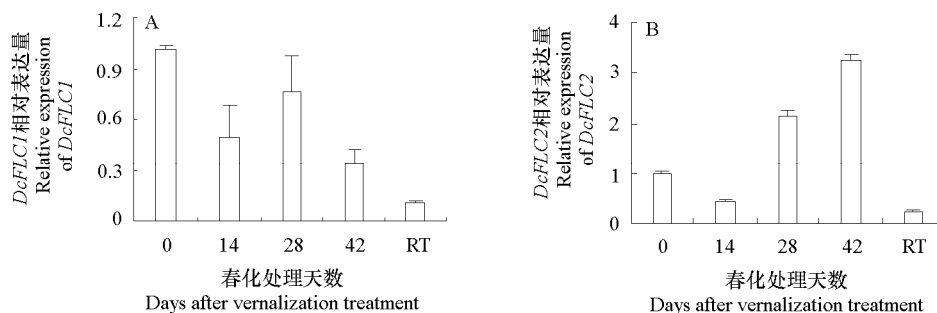 A
DcFLC1相对表达量
Relative expression
of DcFLC1
1.2
0.9
0.6
0.3
0
0 14 28 42 RT
春化处理天数
Days after vernalization treatment
B
DcFLC2相对表达量
Relative expression
of DcFLC2
4
3
2
1
0
0 14 28 42 RT
春化处理天数
Days after vernalization treatment